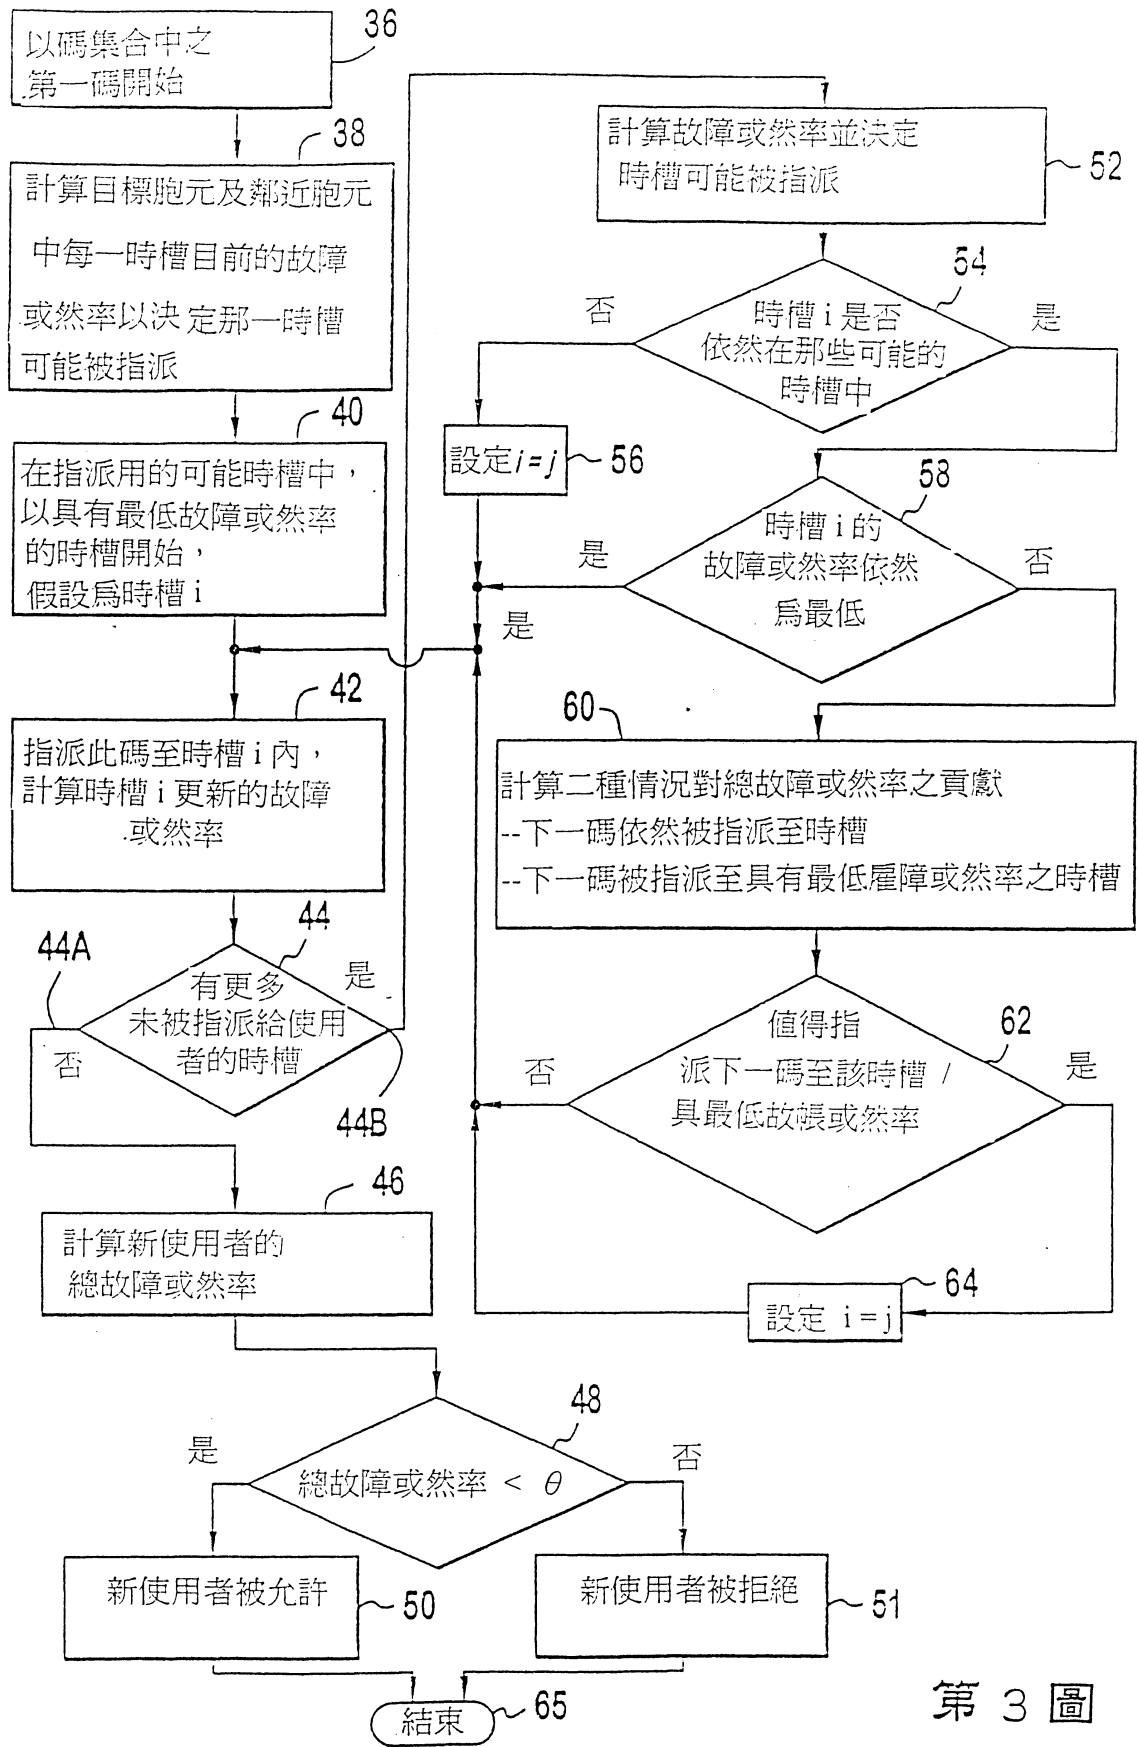 36
以碼集合中之
第一碼開始
38
計算目標胞元及鄰近胞元
中每一時槽目前的故障
或然率以決定那一時槽
可能被指派
40
在指派用的可能時槽中，
以具有最低故障或然率
的時槽開始，
假設為時槽i
42
指派此碼至時槽i內，
計算時槽i更新的故障
或然率
44
44A
是
有更多
未被指派給使用
者的時槽
否
44B
46
計算新使用者的
總故障或然率
48
是
否
總故障或然率 < θ
新使用者被允許
50
新使用者被拒絕
51
結束
65
計算故障或然率並決定
時槽可能被指派
52
54
否
是
時槽i是否
依然在那些可能的
時槽中
設定i=j
56
58
是
否
時槽i的
故障或然率依然
為最低
是
60
計算二種情況對總故障或然率之貢獻
--下一碼依然被指派至時槽
--下一碼被指派至具有最低雇障或然率之時槽
62
否
是
值得指
派下一碼至該時槽/
具最低故帳或然率
64
設定 i=j
第3圖